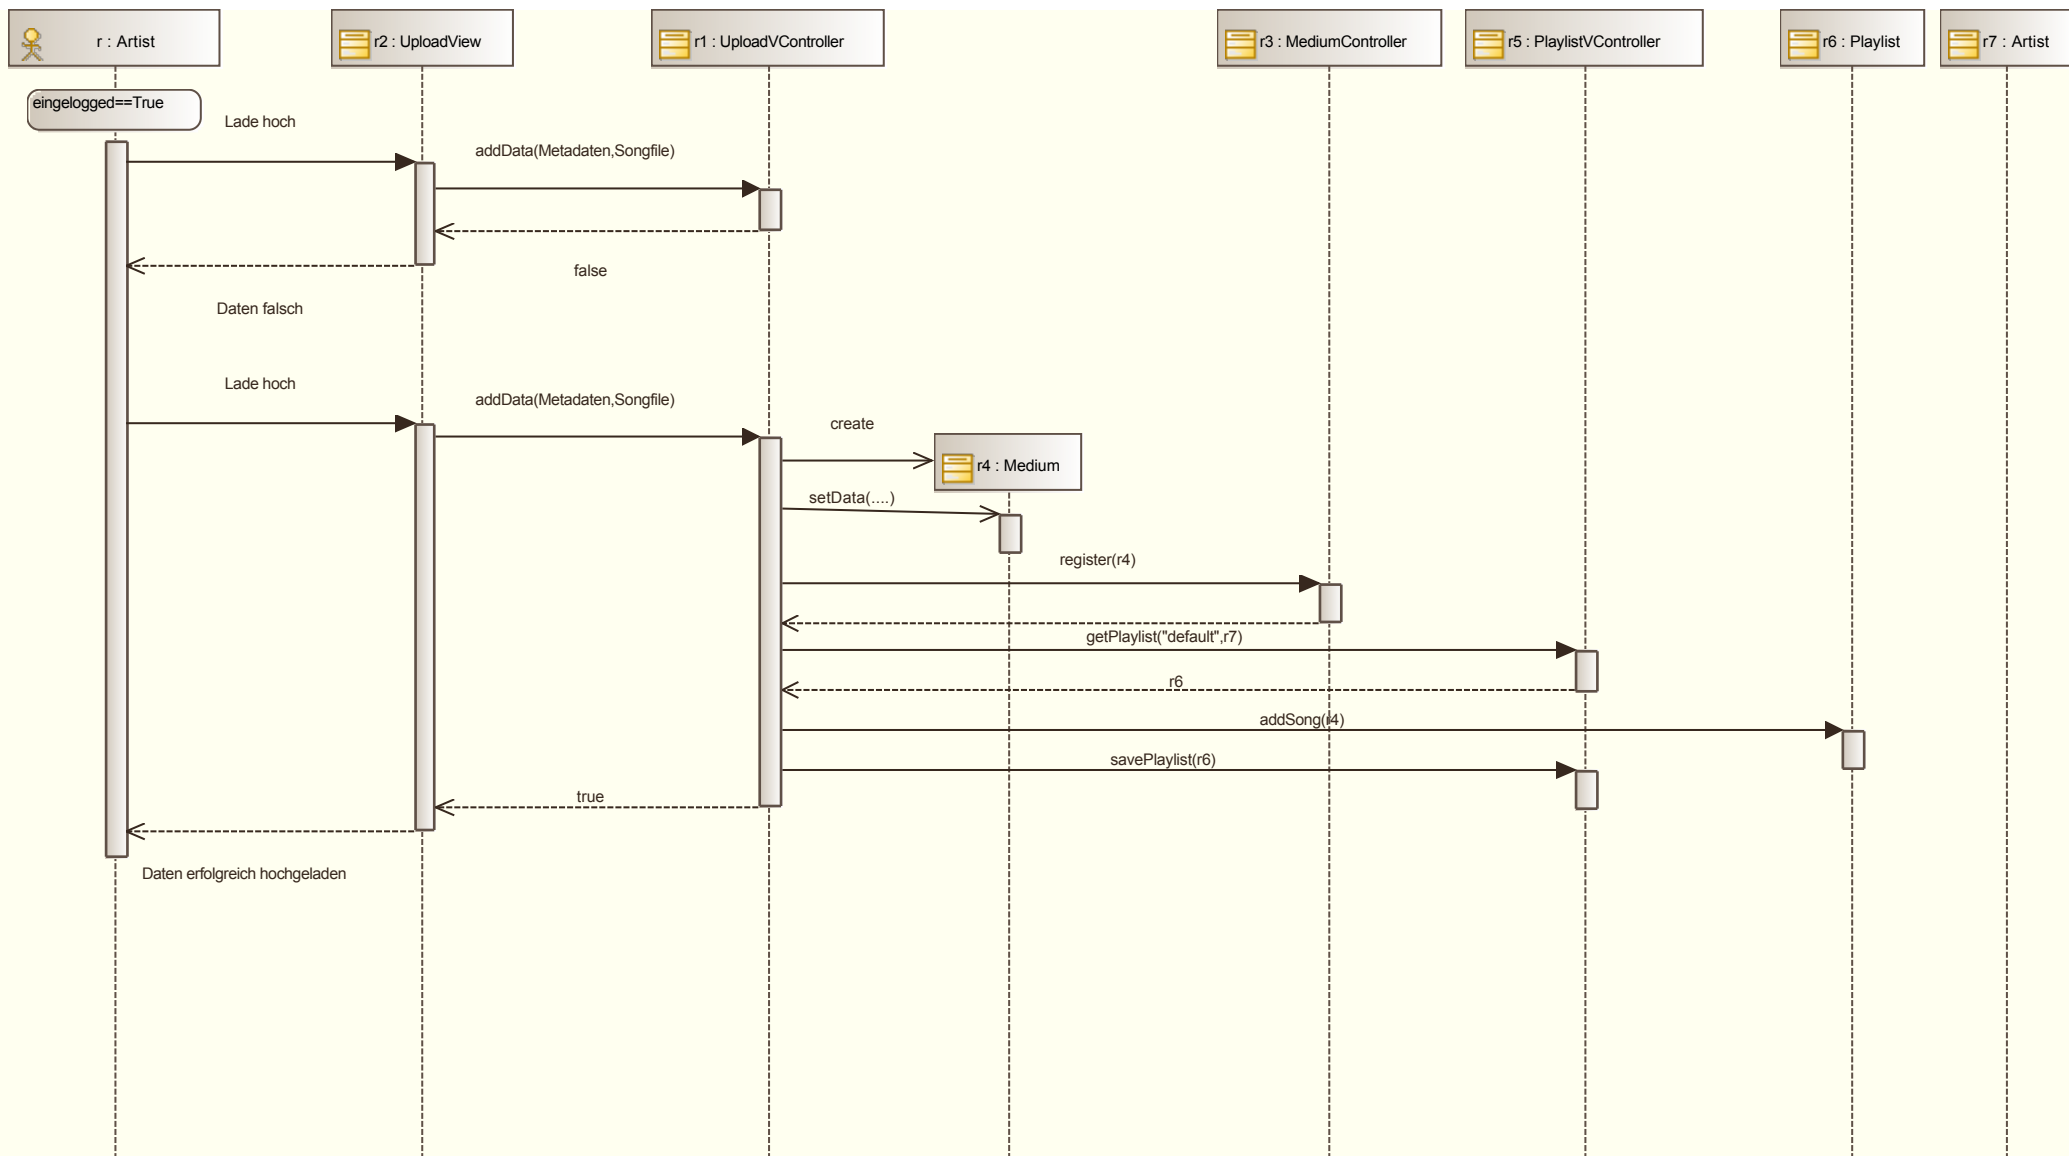 r : Artist
r2 : UploadView
r1 : UploadVController
r3 : MediumController
r5 : PlaylistVController
r6 : Playlist
r7 : Artist
eingelogged==True
Lade hoch
addData(Metadaten,Songfile)
false
Daten falsch
Lade hoch
addData(Metadaten,Songfile)
create
r4 : Medium
setData(....)
register(r4)
getPlaylist("default",r7)
r6
addSong(r4)
savePlaylist(r6)
true
Daten erfolgreich hochgeladen